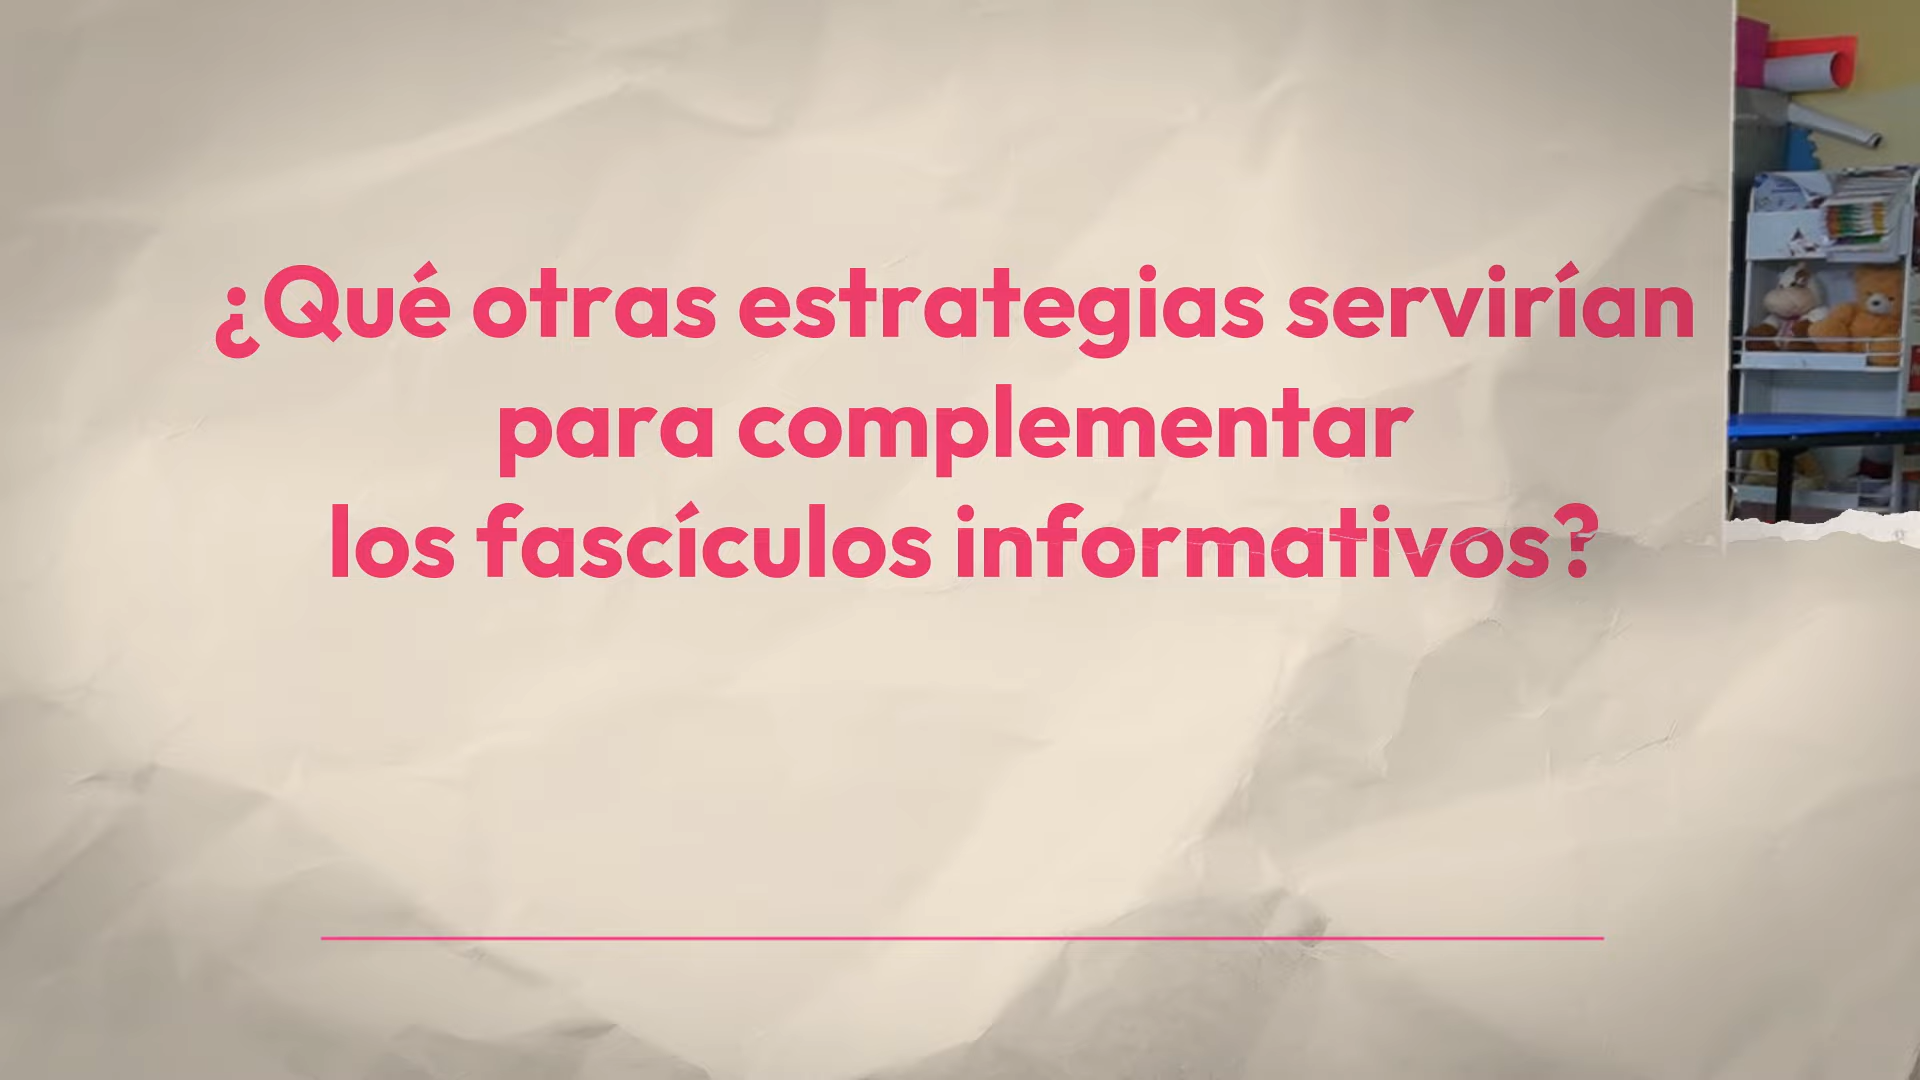 ¿Qué otras estrategias servirían
para complementar
los fascículos informativos?